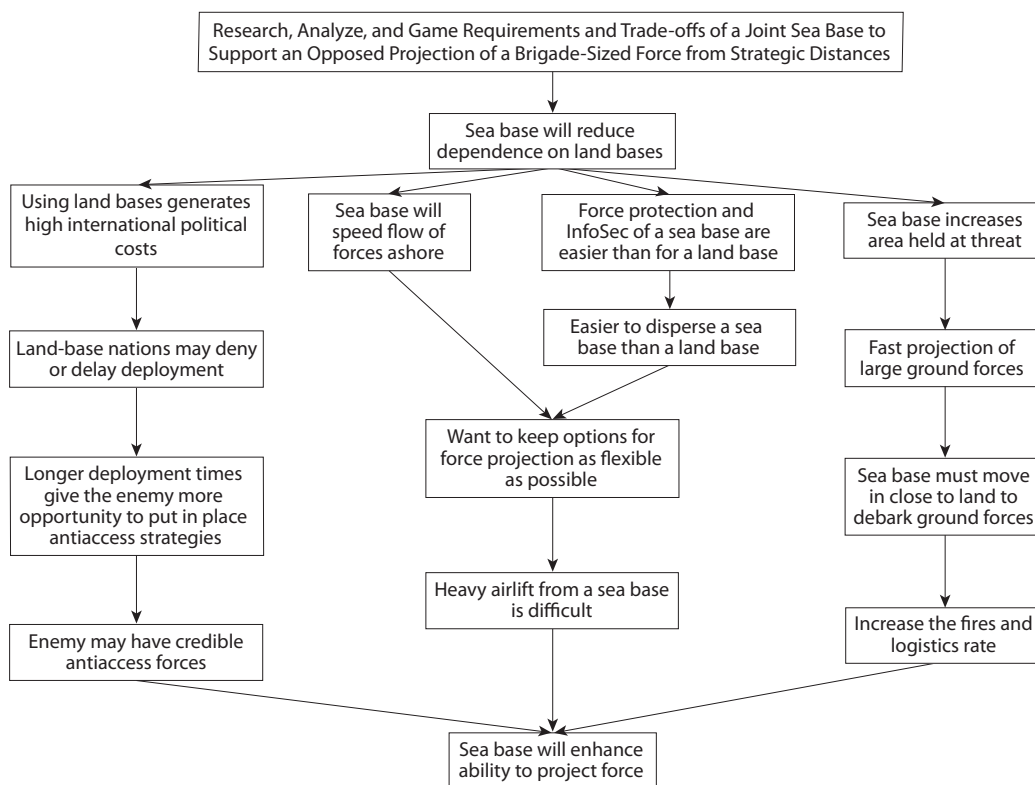 Research, Analyze, and Game Requirements and Trade-offs of a Joint Sea Base to
Support an Opposed Projection of a Brigade-Sized Force from Strategic Distances
Sea base will reduce
dependence on land bases
Using land bases generates
high international political
costs
Sea base will
speed flow of
forces ashore
Force protection and
InfoSec of a sea base are
easier than for a land base
Sea base increases
area held at threat
Land-base nations may deny
or delay deployment
Easier to disperse a sea
base than a land base
Fast projection of
large ground forces
Want to keep options for
force projection as flexible
as possible
Longer deployment times
give the enemy more
opportunity to put in place
antiaccess strategies
Sea base must move
in close to land to
debark ground forces
Heavy airlift from a sea base
is difficult
Enemy may have credible
antiaccess forces
Increase the fires and
logistics rate
Sea base will enhance
ability to project force